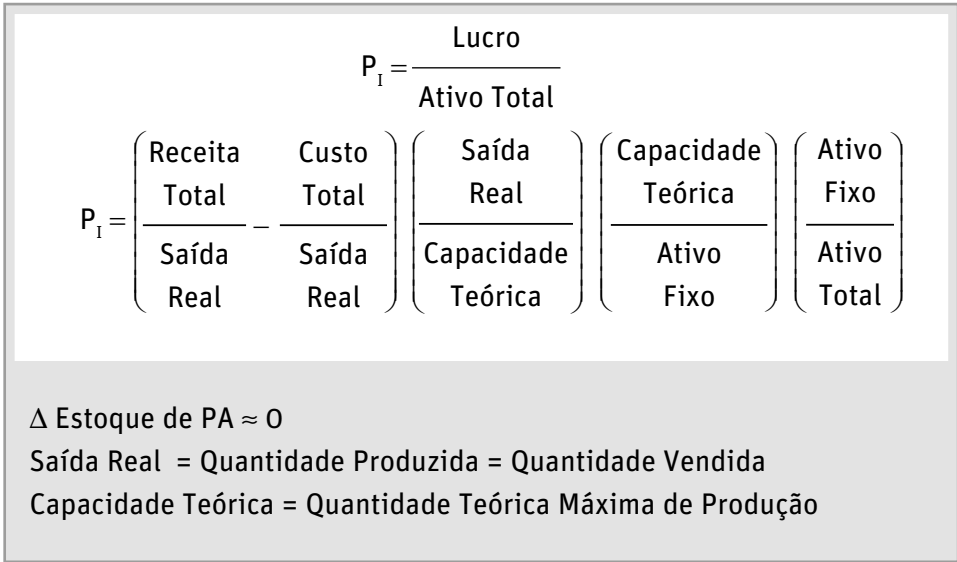 P_I = Lucro / Ativo Total
P_I = (Receita Total / Saída Real − Custo Total / Saída Real) (Saída Real / Capacidade Teórica) (Capacidade Teórica / Ativo Fixo) (Ativo Fixo / Ativo Total)
Δ Estoque de PA ≈ 0
Saída Real = Quantidade Produzida = Quantidade Vendida
Capacidade Teórica = Quantidade Teórica Máxima de Produção